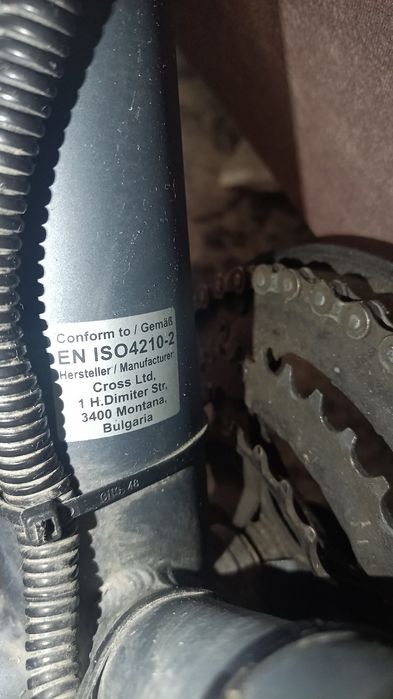 Conform to / Gemäß
EN ISO4210-2
Hersteller / Manufacturer:
Cross Ltd,
1 H.Dimiter Str.
3400 Montana,
Bulgaria